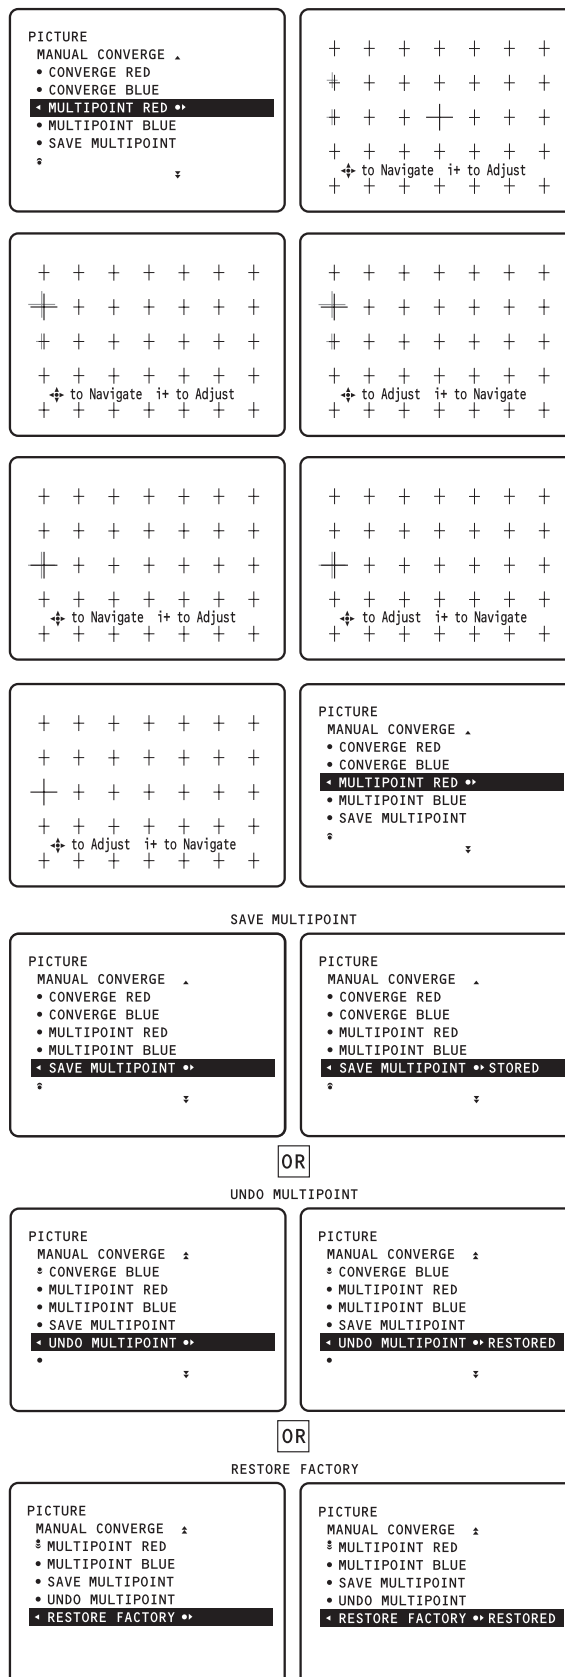 PICTURE
MANUAL CONVERGE
• CONVERGE RED
• CONVERGE BLUE
MULTIPOINT RED
• MULTIPOINT BLUE
• SAVE MULTIPOINT
to Navigate i+ to Adjust
to Navigate i+ to Adjust
to Adjust i+ to Navigate
to Navigate i+ to Adjust
to Adjust i+ to Navigate
to Adjust i+ to Navigate
PICTURE
MANUAL CONVERGE
• CONVERGE RED
• CONVERGE BLUE
MULTIPOINT RED
• MULTIPOINT BLUE
• SAVE MULTIPOINT
SAVE MULTIPOINT
PICTURE
MANUAL CONVERGE
• CONVERGE RED
• CONVERGE BLUE
• MULTIPOINT RED
• MULTIPOINT BLUE
SAVE MULTIPOINT
PICTURE
MANUAL CONVERGE
• CONVERGE RED
• CONVERGE BLUE
• MULTIPOINT RED
• MULTIPOINT BLUE
SAVE MULTIPOINT STORED
OR
UNDO MULTIPOINT
PICTURE
MANUAL CONVERGE
CONVERGE BLUE
• MULTIPOINT RED
• MULTIPOINT BLUE
• SAVE MULTIPOINT
UNDO MULTIPOINT
PICTURE
MANUAL CONVERGE
CONVERGE BLUE
• MULTIPOINT RED
• MULTIPOINT BLUE
• SAVE MULTIPOINT
UNDO MULTIPOINT RESTORED
OR
RESTORE FACTORY
PICTURE
MANUAL CONVERGE
MULTIPOINT RED
• MULTIPOINT BLUE
• SAVE MULTIPOINT
• UNDO MULTIPOINT
RESTORE FACTORY
PICTURE
MANUAL CONVERGE
MULTIPOINT RED
• MULTIPOINT BLUE
• SAVE MULTIPOINT
• UNDO MULTIPOINT
RESTORE FACTORY RESTORED